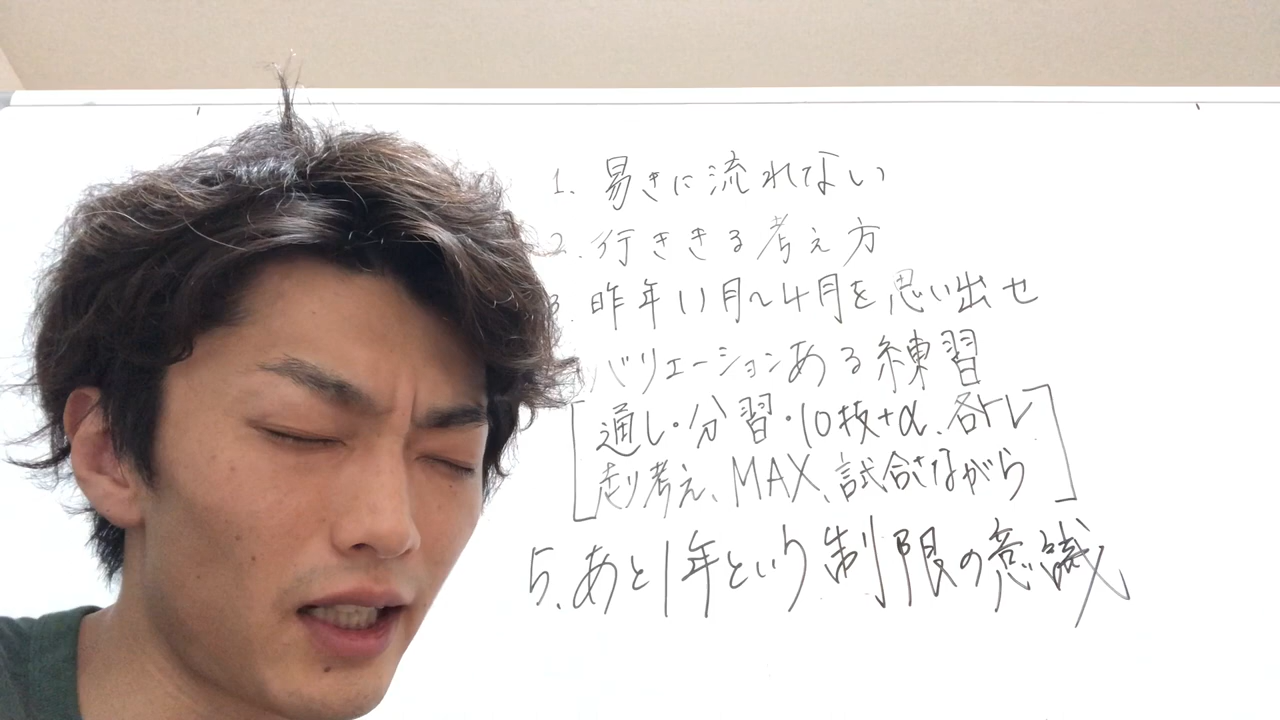 1. 易きに流れない
2. 行ききる考え方
3. 昨年11月～4月を思い出せ
バリエーションある練習
[通し・分習・10抜+α、各トレ
走り考え、MAX、試合さながら]
5. あと1年という制限の意識